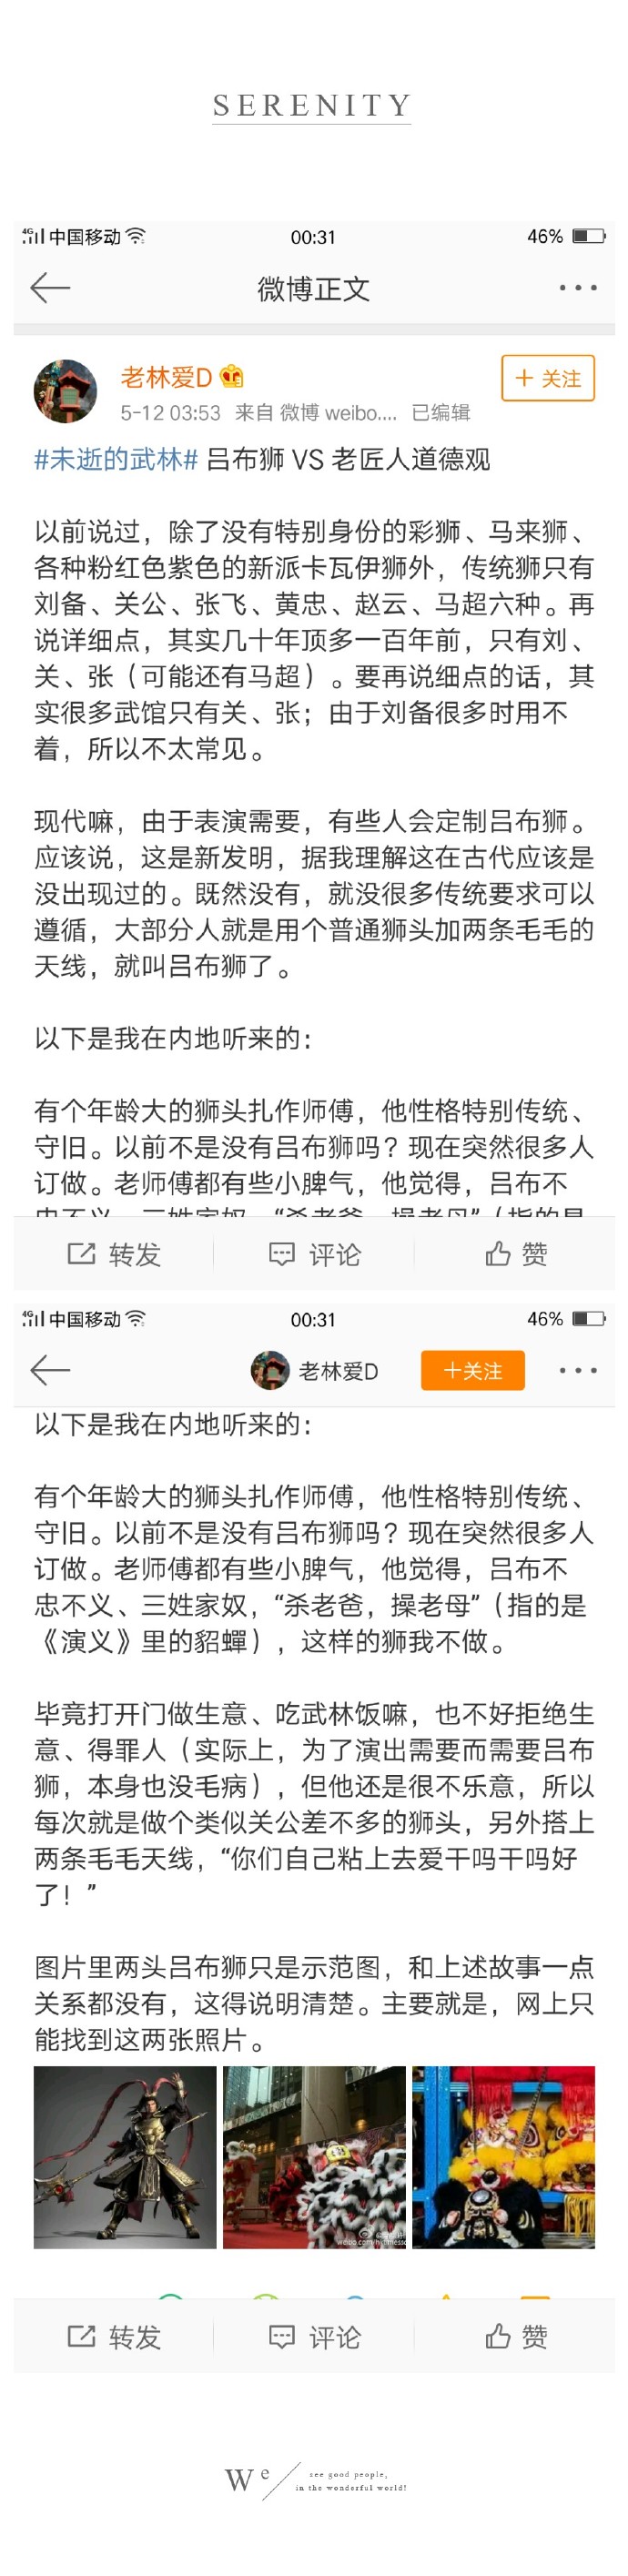 SERENITY
4G 中国移动 00:31 46%
微博正文
老林爱D
＋ 关注
5-12 03:53 来自 微博 weibo.... 已编辑
#未逝的武林# 吕布狮 VS 老匠人道德观
以前说过，除了没有特别身份的彩狮、马来狮、
各种粉红色紫色的新派卡瓦伊狮外，传统狮只有
刘备、关公、张飞、黄忠、赵云、马超六种。再
说详细点，其实几十年顶多一百年前，只有刘、
关、张（可能还有马超）。要再说细点的话，其
实很多武馆只有关、张；由于刘备很多时用不
着，所以不太常见。
现代嘛，由于表演需要，有些人会定制吕布狮。
应该说，这是新发明，据我理解这在古代应该是
没出现过的。既然没有，就没很多传统要求可以
遵循，大部分人就是用个普通狮头加两条毛毛的
天线，就叫吕布狮了。
以下是我在内地听来的：
有个年龄大的狮头扎作师傅，他性格特别传统、
守旧。以前不是没有吕布狮吗？现在突然很多人
订做。老师傅都有些小脾气，他觉得，吕布不
忠不义、三姓家奴，“杀老爸，操老母”（指的是
转发 评论 赞
4G 中国移动 00:31 46%
老林爱D ＋关注
以下是我在内地听来的：
有个年龄大的狮头扎作师傅，他性格特别传统、
守旧。以前不是没有吕布狮吗？现在突然很多人
订做。老师傅都有些小脾气，他觉得，吕布不
忠不义、三姓家奴，“杀老爸，操老母”（指的是
《演义》里的貂蟬），这样的狮我不做。
毕竟打开门做生意、吃武林饭嘛，也不好拒绝生
意、得罪人（实际上，为了演出需要而需要吕布
狮，本身也没毛病），但他还是很不乐意，所以
每次就是做个类似关公差不多的狮头，另外搭上
两条毛毛天线，“你们自己粘上去爱干吗干吗好
了！”
图片里两头吕布狮只是示范图，和上述故事一点
关系都没有，这得说明清楚。主要就是，网上只
能找到这两张照片。
转发 评论 赞
We
see good people,
in the wonderful world!